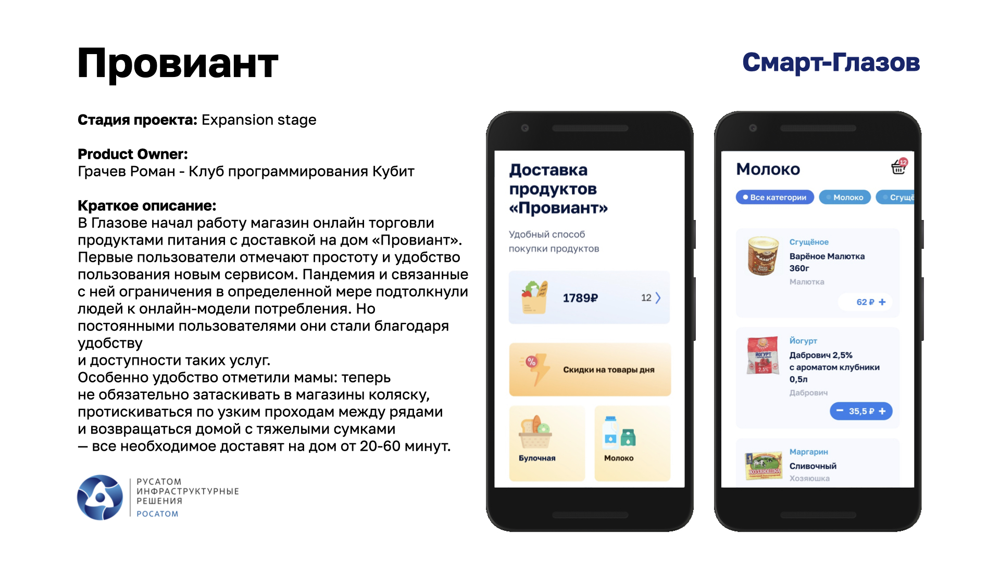 Провиант
Смарт-Глазов
Стадия проекта: Expansion stage
Product Owner:
Грачев Роман - Клуб программирования Кубит
Краткое описание:
В Глазове начал работу магазин онлайн торговли
продуктами питания с доставкой на дом «Провиант».
Первые пользователи отмечают простоту и удобство
пользования новым сервисом. Пандемия и связанные
с ней ограничения в определенной мере подтолкнули
людей к онлайн-модели потребления. Но
постоянными пользователями они стали благодаря
удобству
и доступности таких услуг.
Особенно удобство отметили мамы: теперь
не обязательно затаскивать в магазины коляску,
протискиваться по узким проходам между рядами
и возвращаться домой с тяжелыми сумками
— все необходимое доставят на дом от 20-60 минут.
РУСАТОМ
ИНФРАСТРУКТУРНЫЕ
РЕШЕНИЯ
РОСАТОМ
Доставка
продуктов
«Провиант»
Удобный способ
покупки продуктов
1789₽
12
%
Скидки на товары дня
Булочная
Молоко
Молоко
12
Все категории
Молоко
Сгущё
Сгущёное
Варёное Малютка
360г
Малютка
62 ₽ +
Йогурт
Дабрович 2,5%
с ароматом клубники
0,5л
Дабрович
− 35,5 ₽ +
ЙОГУРТ
2,5%
Маргарин
Сливочный
Хозяюшка
ХОЗЯЮШКА